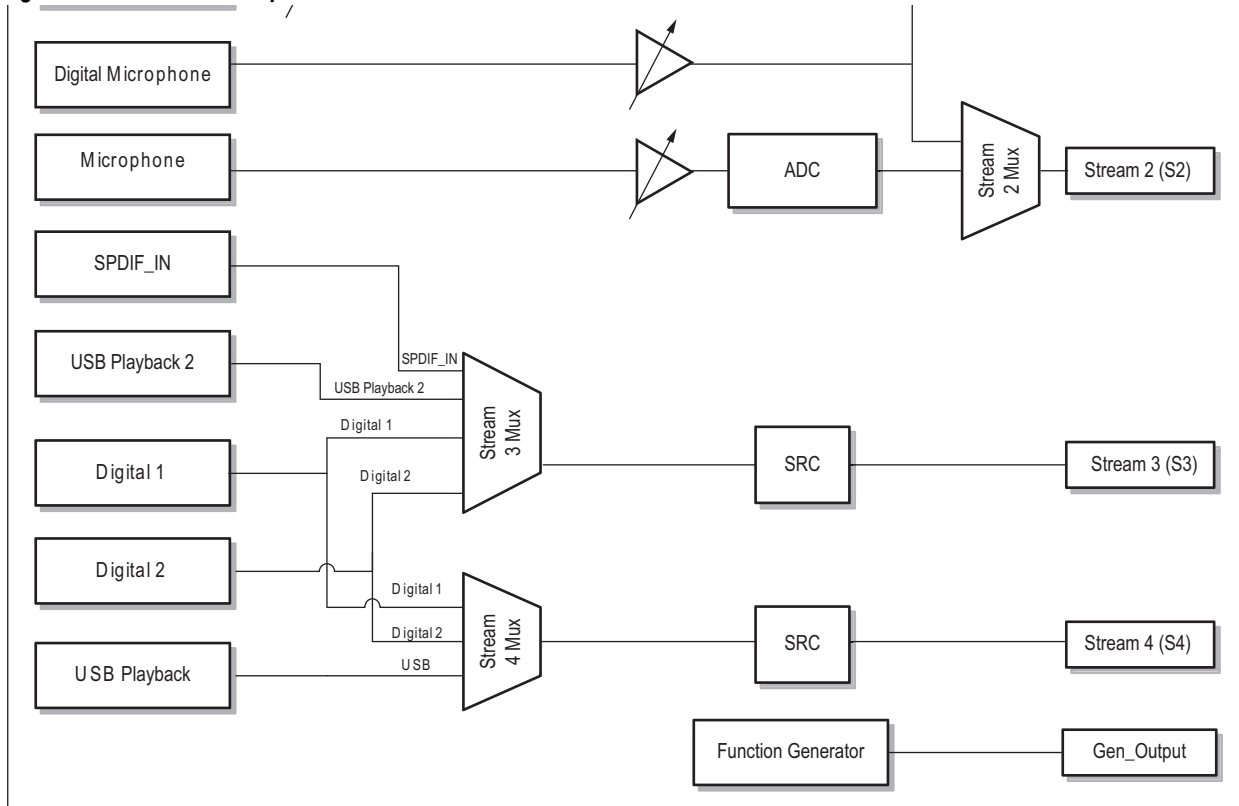 Digital Microphone
Microphone
ADC
Stream
2 Mux
Stream 2 (S2)
SPDIF_IN
USB Playback 2
SPDIF_IN
USB Playback 2
Digital 1
Digital 2
Stream
3 Mux
SRC
Stream 3 (S3)
Digital 1
Digital 2
Digital 1
Digital 2
USB
Stream
4 Mux
SRC
Stream 4 (S4)
USB Playback
Function Generator
Gen_Output